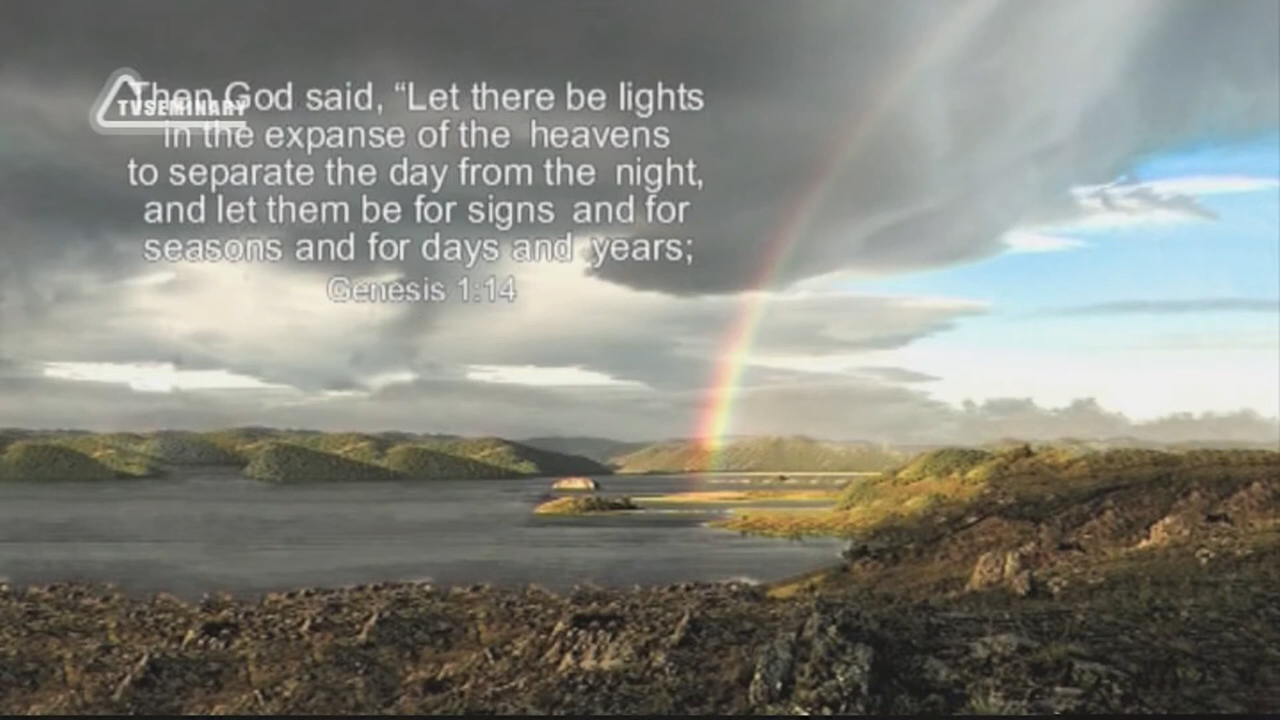 Then God said, “Let there be lights
TVSEMINARY
in the expanse of the heavens
to separate the day from the night,
and let them be for signs and for
seasons and for days and years;
Genesis 1:14